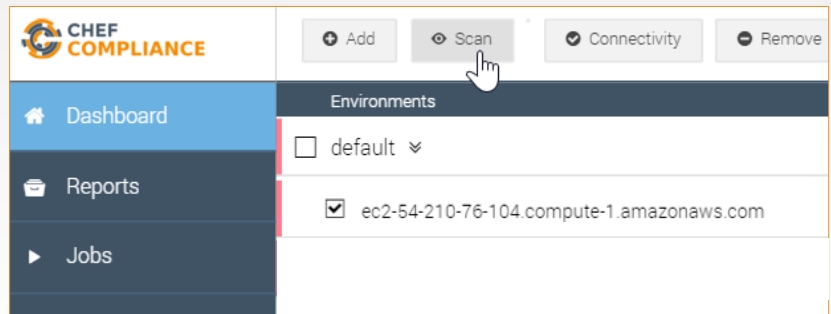 CHEF
COMPLIANCE
Add
Scan
Connectivity
Remove
Dashboard
Reports
Jobs
Environments
default
ec2-54-210-76-104.compute-1.amazonaws.com